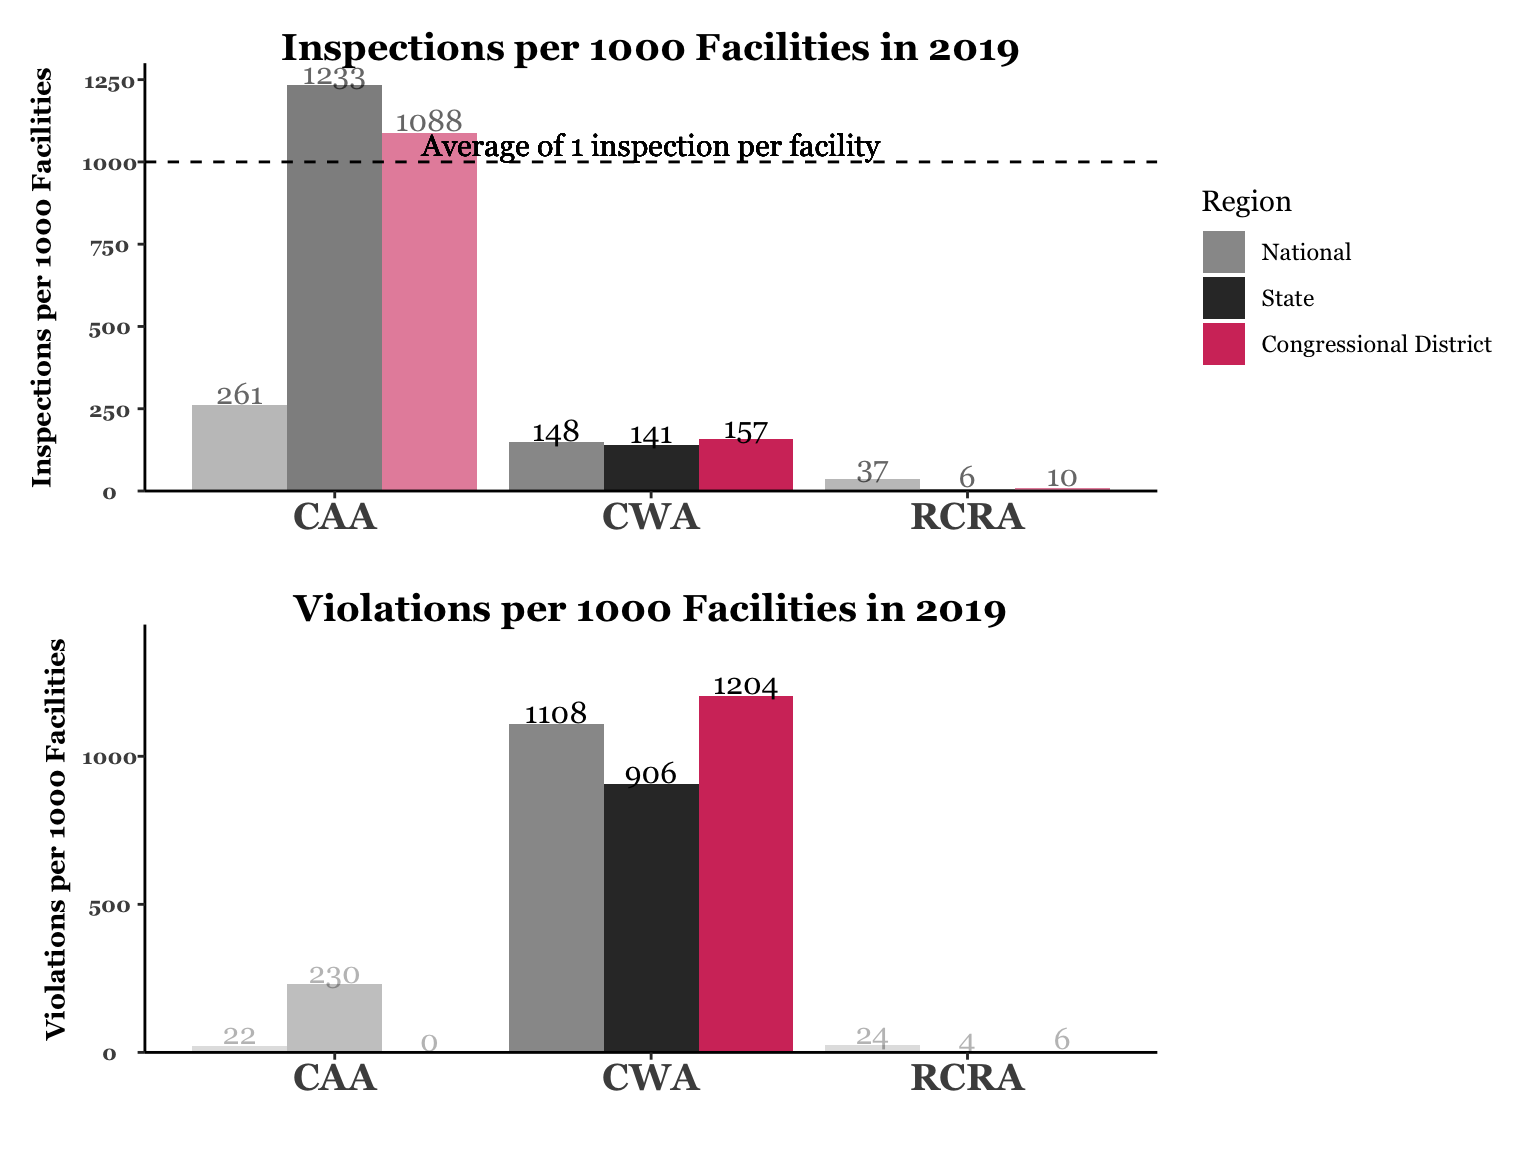 Inspections per 1000 Facilities in 2019
Inspections per 1000 Facilities
1250
1000
750
500
250
0
1233
1088
Average of 1 inspection per facility
261
148
141
157
37
6
10
CAA
CWA
RCRA
Region
National
State
Congressional District
Violations per 1000 Facilities in 2019
Violations per 1000 Facilities
1000
500
0
22
230
0
1108
906
1204
24
4
6
CAA
CWA
RCRA